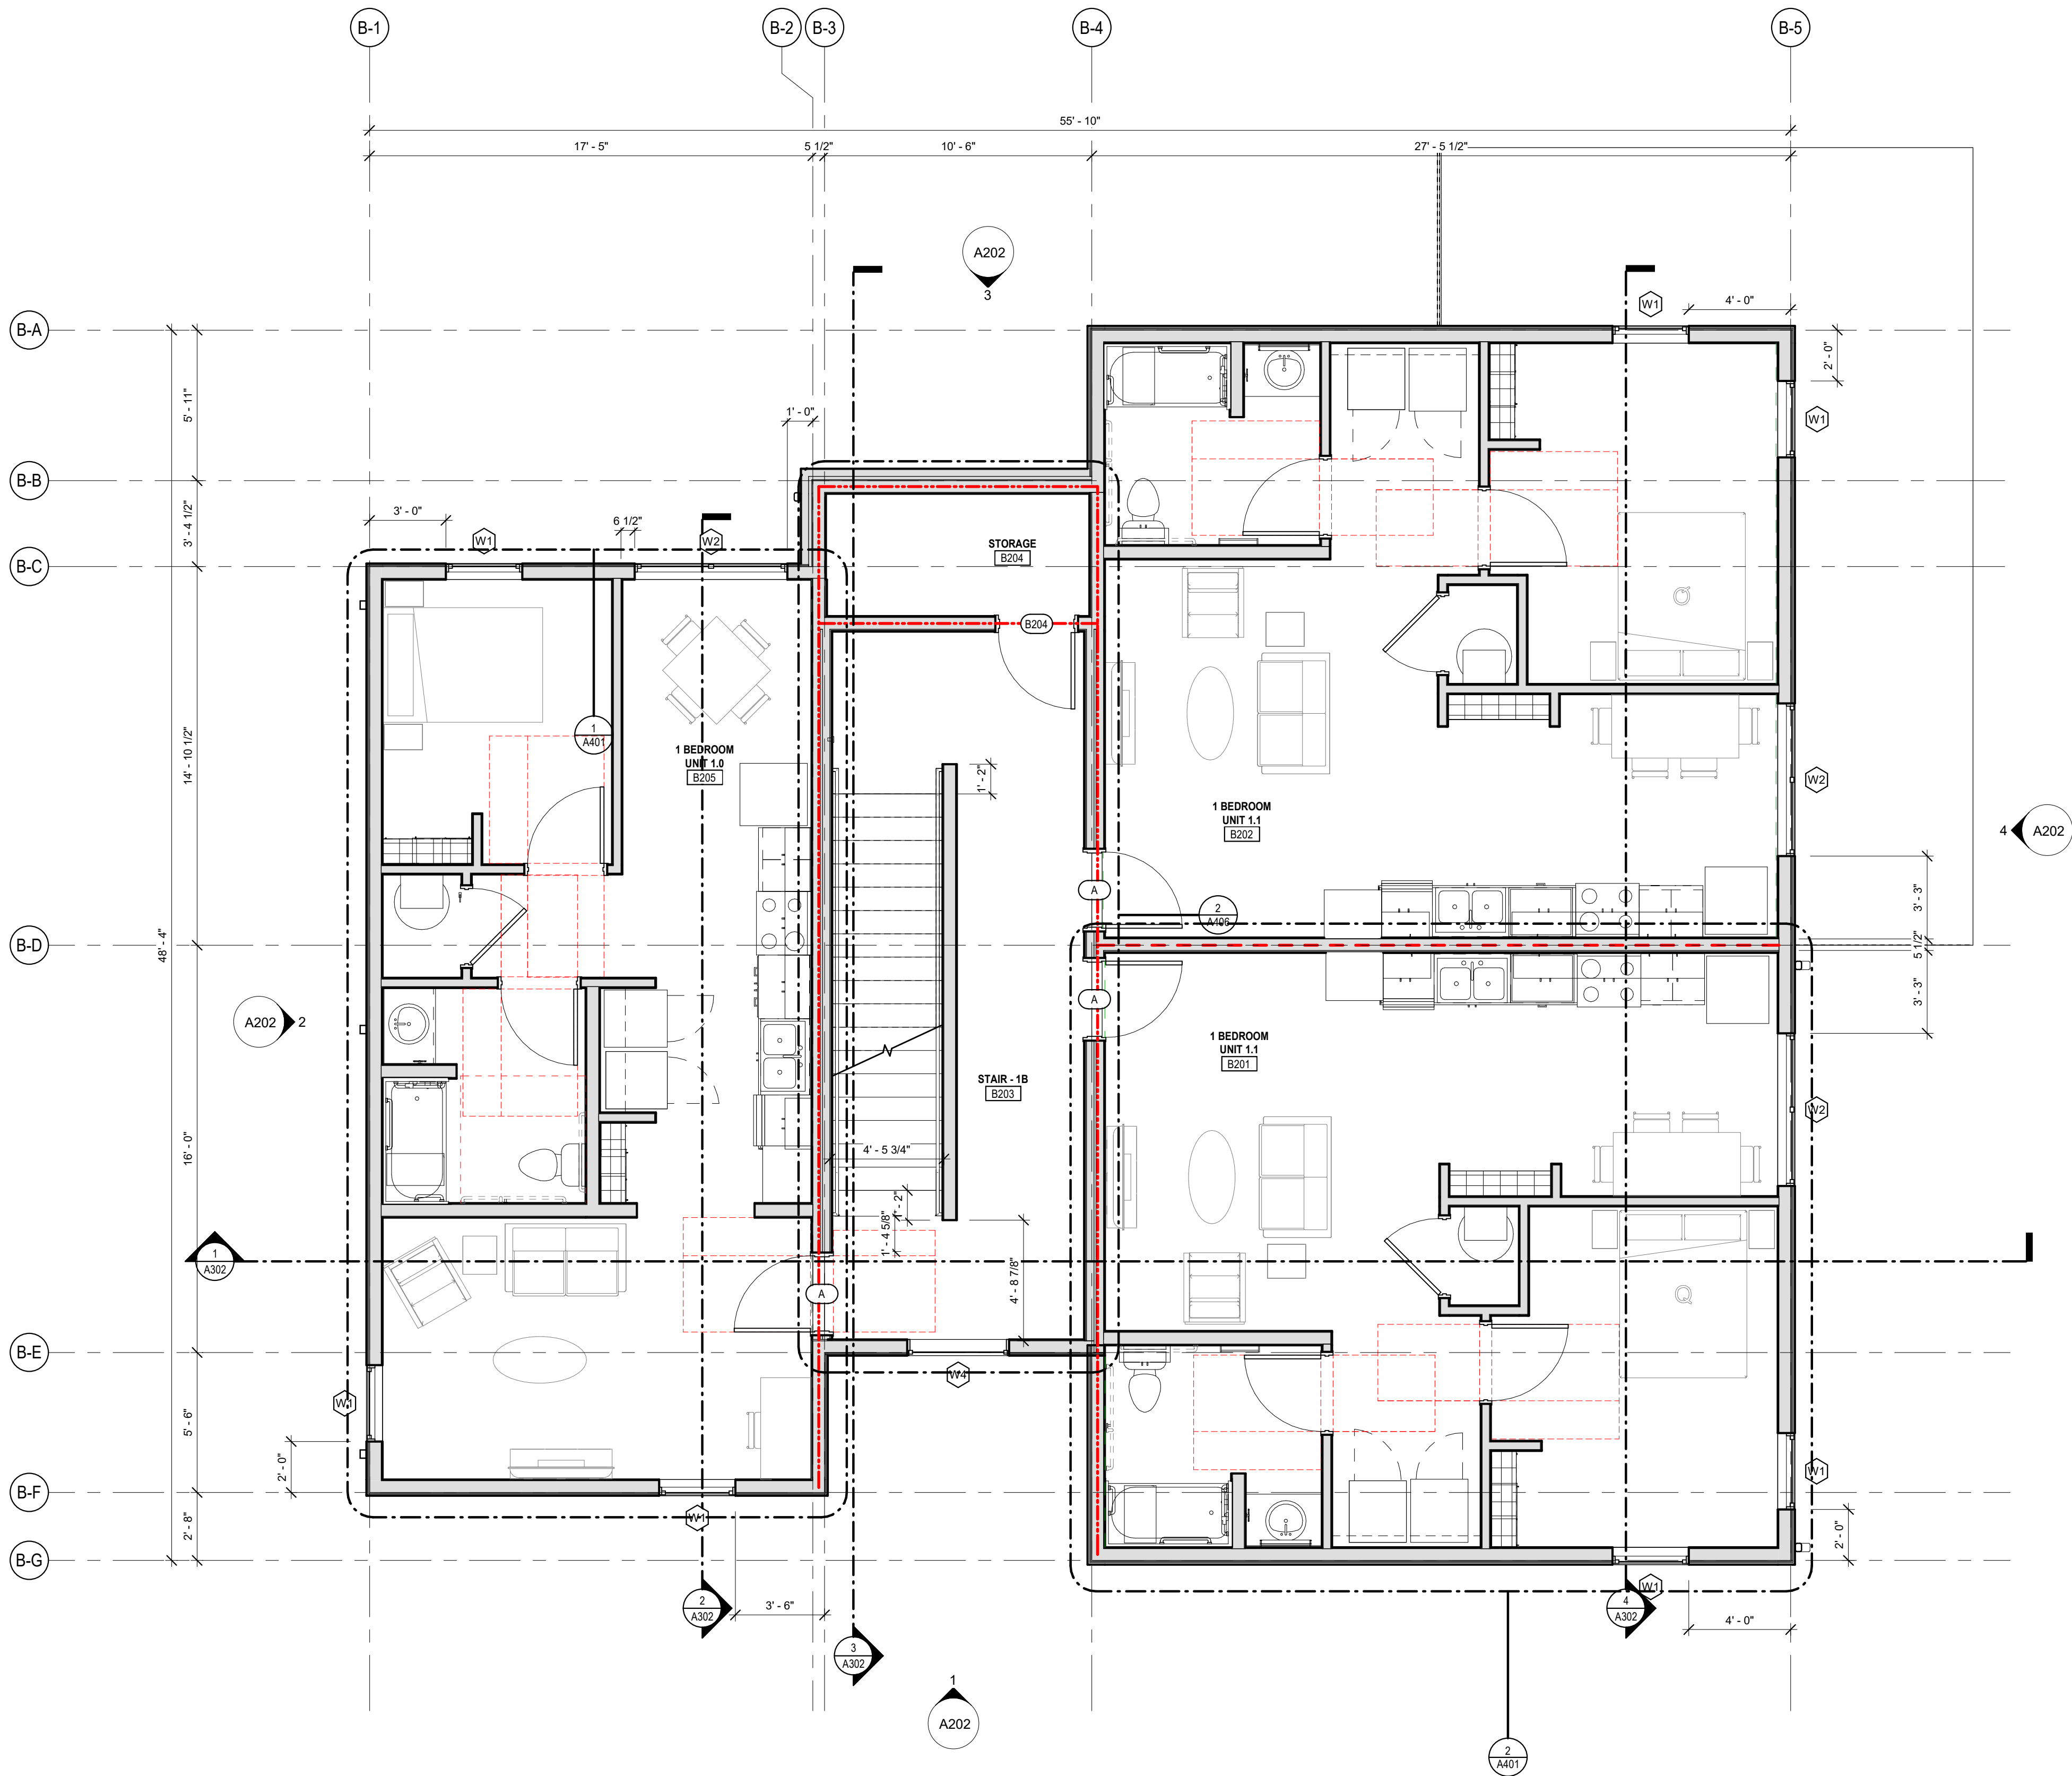 B-1
B-2
B-3
B-4
B-5
55' - 10"
17' - 5"
5 1/2"
10' - 6"
27' - 5 1/2"
A202
3
W1
4' - 0"
B-A
2' - 0"
5' - 11"
1' - 0"
W1
B-B
3' - 0"
6 1/2"
3' - 4 1/2"
W1
W2
STORAGE
B204
B-C
B204
1
A401
1 BEDROOM
UNIT 1.0
B205
14' - 10 1/2"
1' - 2"
W2
1 BEDROOM
UNIT 1.1
B202
4
A202
A
3' - 3"
2
A406
B-D
48' - 4"
5 1/2"
A
3' - 3"
A202
2
1 BEDROOM
UNIT 1.1
B201
STAIR - 1B
B203
W2
16' - 0"
4' - 5 3/4"
1' - 2"
1' - 4 5/8"
1
A302
4' - 8 7/8"
A
B-E
W4
W1
5' - 6"
2' - 0"
W1
B-F
W1
2' - 8"
2' - 0"
B-G
W1
2
A302
3' - 6"
4
A302
4' - 0"
3
A302
1
A202
2
A401